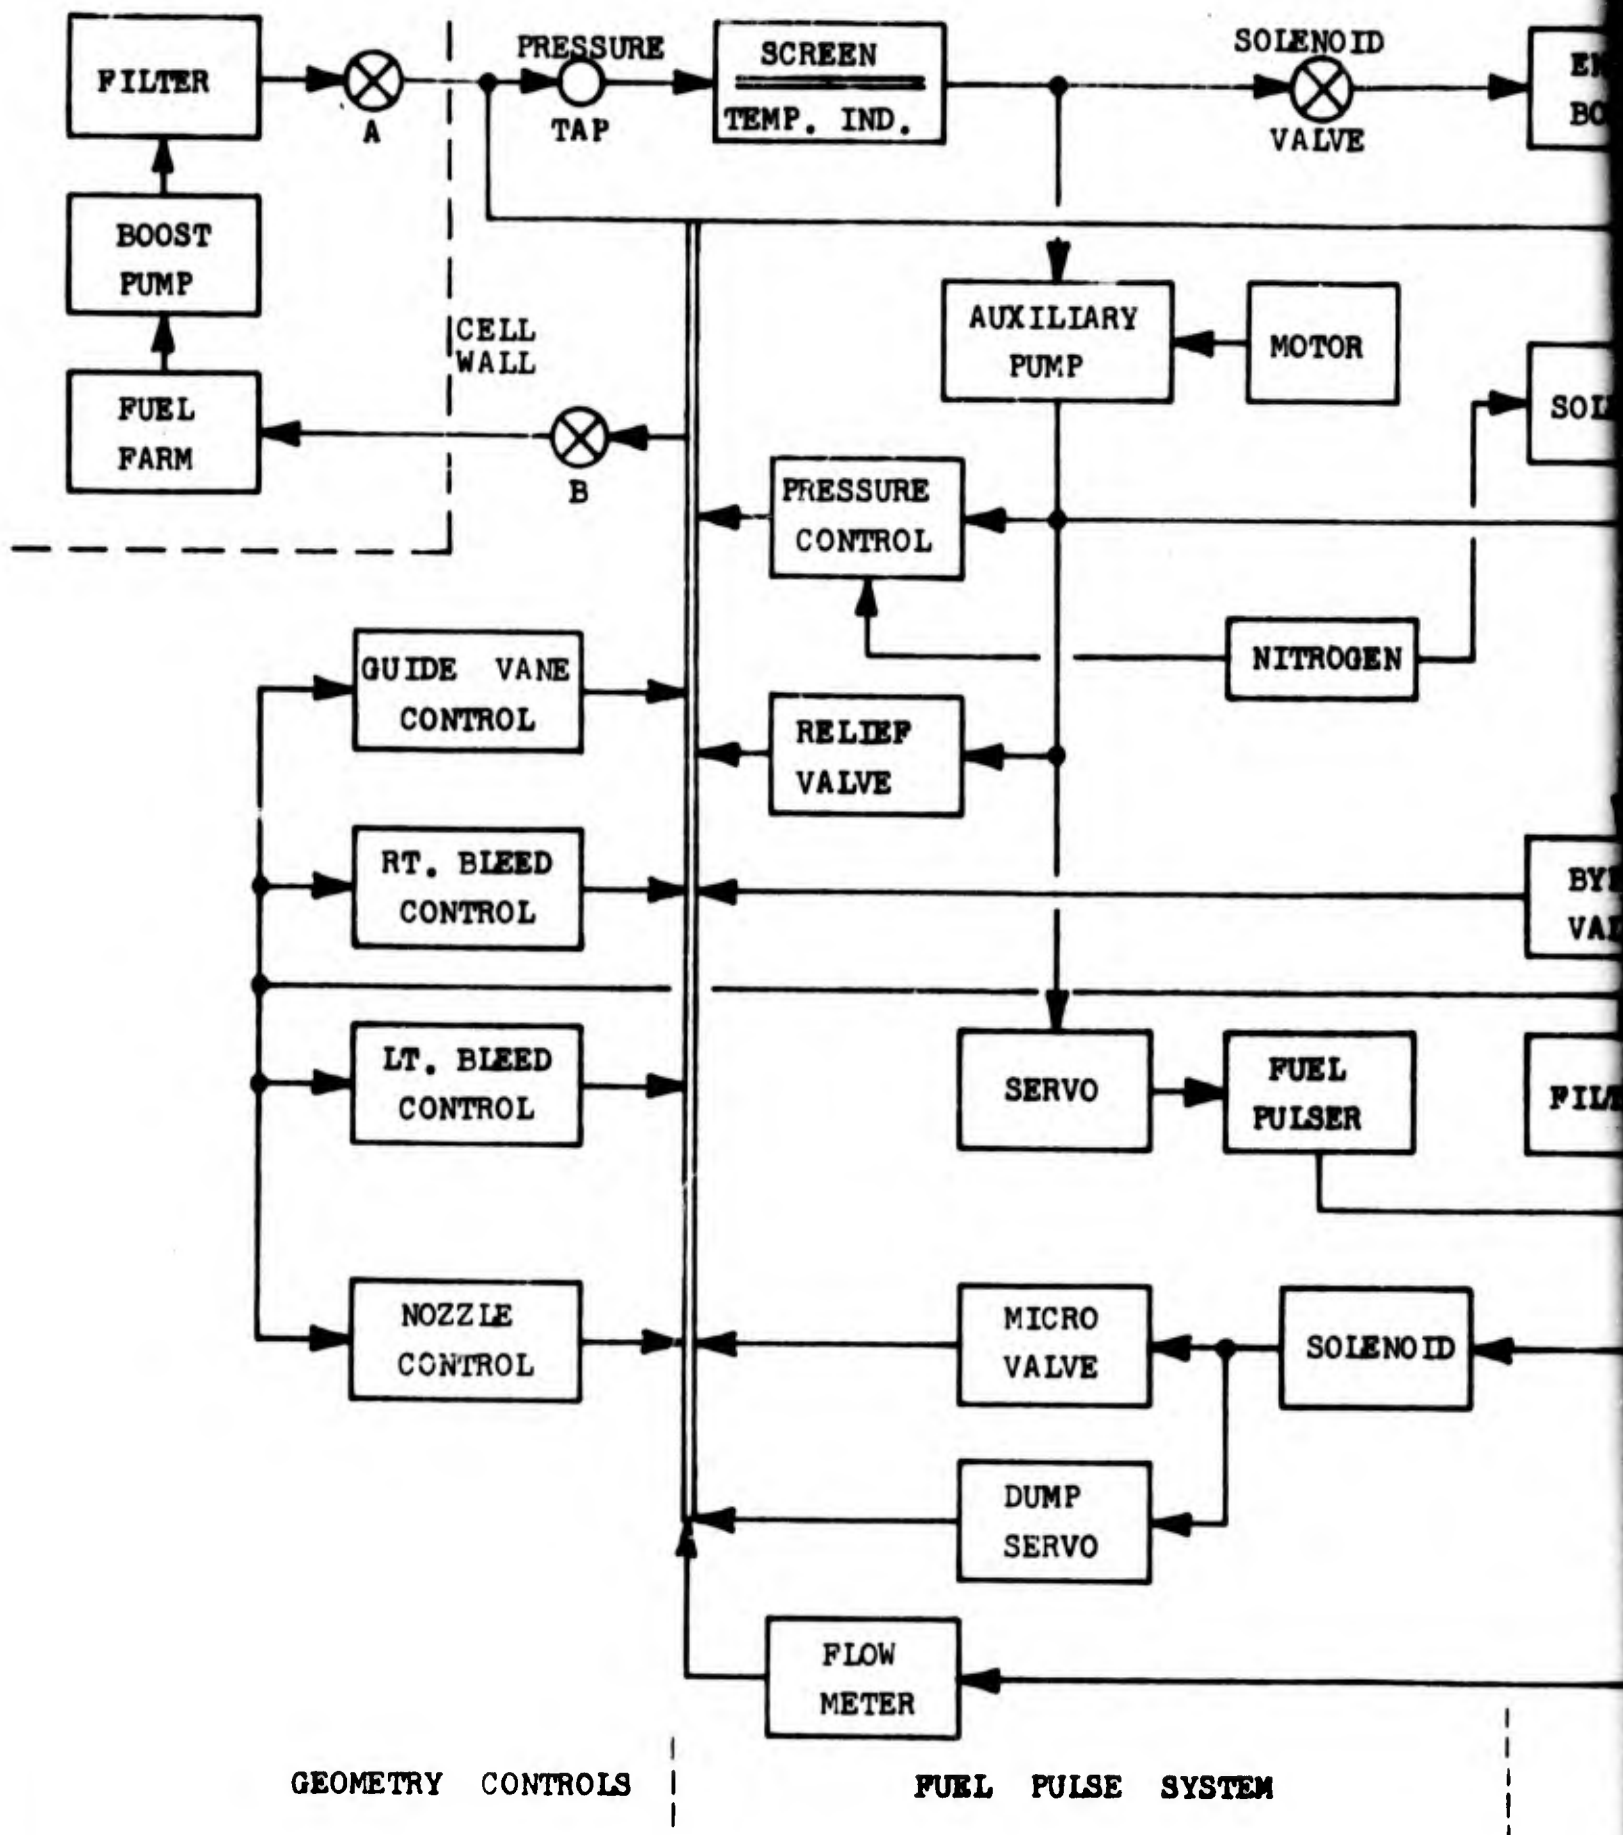 FILTER
A
PRESSURE
TAP
SCREEN
TEMP. IND.
SOLENOID
VALVE
BOOST
PUMP
CELL
WALL
AUXILIARY
PUMP
MOTOR
FUEL
FARM
B
PRESSURE
CONTROL
NITROGEN
GUIDE VANE
CONTROL
RELIEF
VALVE
RT. BLEED
CONTROL
LT. BLEED
CONTROL
SERVO
FUEL
PULSER
NOZZLE
CONTROL
MICRO
VALVE
SOLENOID
DUMP
SERVO
FLOW
METER
GEOMETRY CONTROLS
FUEL PULSE SYSTEM